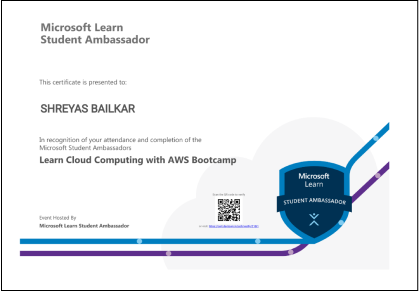 Microsoft Learn
Student Ambassador
This certificate is presented to:
SHREYAS BAILKAR
In recognition of your attendance and completion of the
Microsoft Student Ambassadors
Learn Cloud Computing with AWS Bootcamp
Microsoft
Learn
STUDENT AMBASSADOR
Event Hosted By
Microsoft Learn Student Ambassador